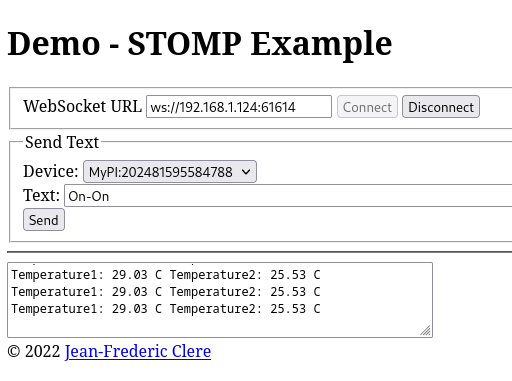 Demo - STOMP Example
WebSocket URL ws://192.168.1.124:61614 Connect Disconnect
Send Text
Device: MyPI:202481595584788
Text: On-On
Send
Temperature1: 29.03 C Temperature2: 25.53 C
Temperature1: 29.03 C Temperature2: 25.53 C
Temperature1: 29.03 C Temperature2: 25.53 C
© 2022 Jean-Frederic Clere